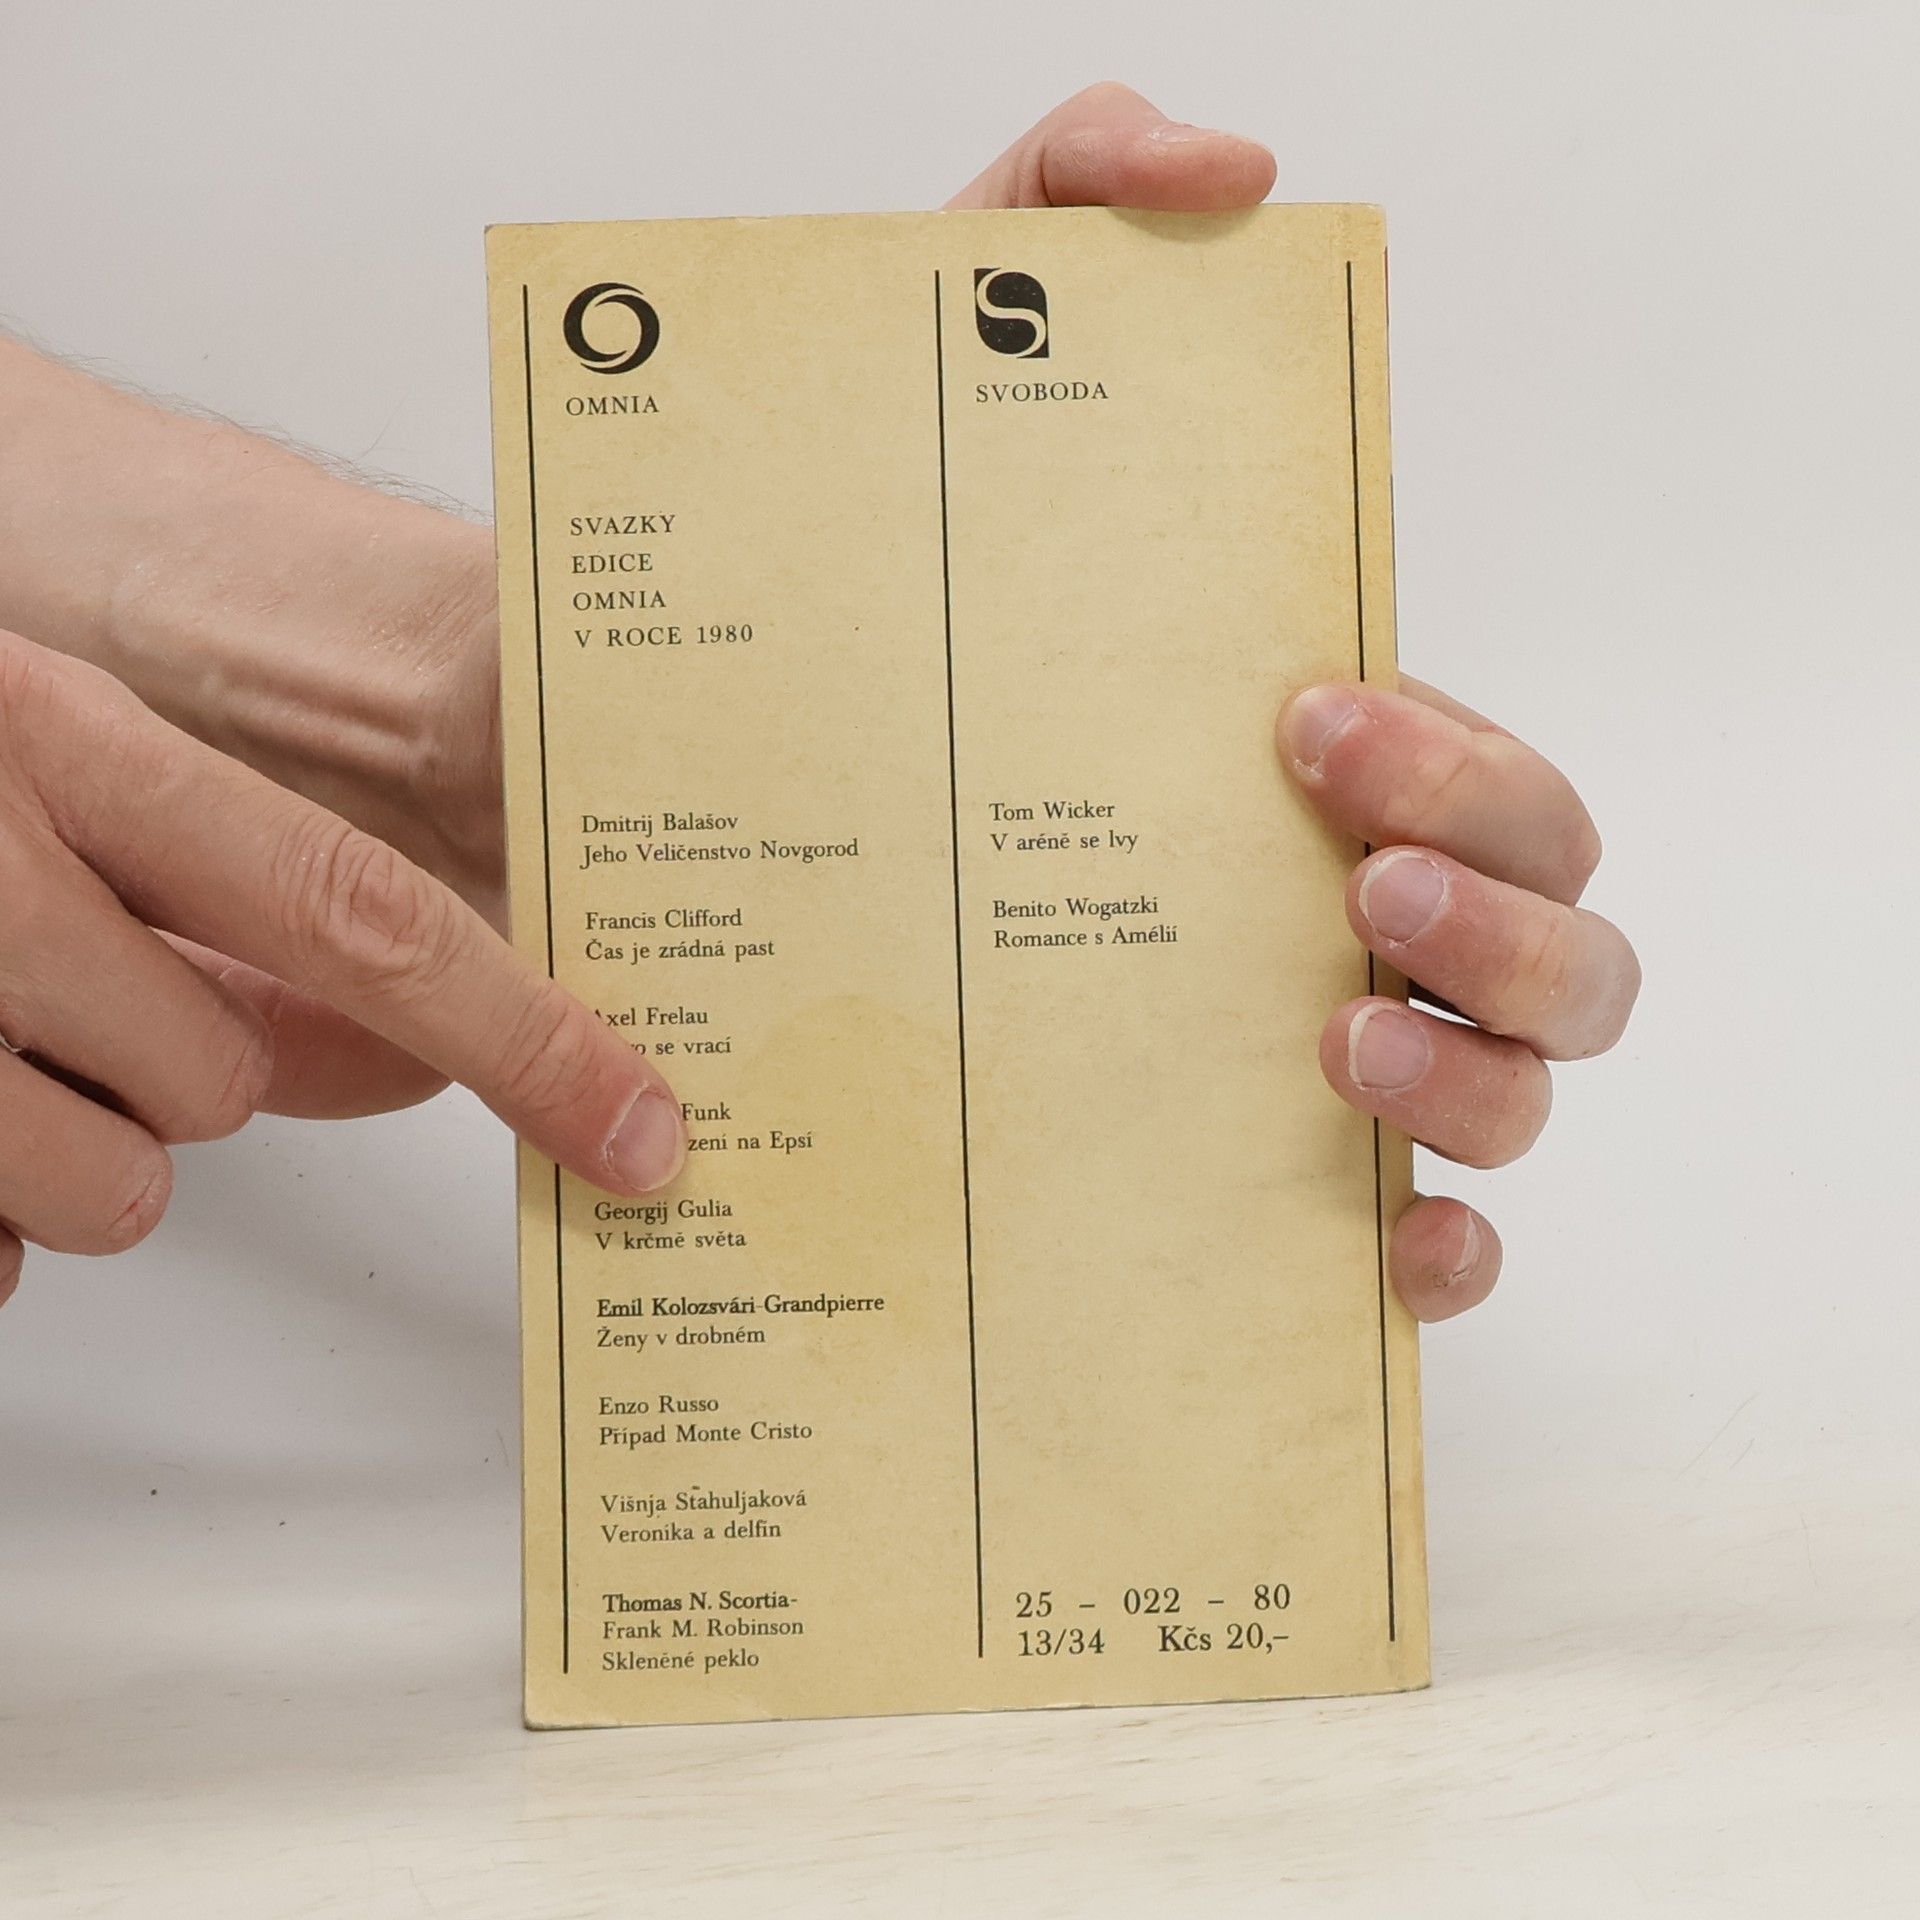 OMNIA
SVAZKY
EDICE
OMNIA
V ROCE 1980
Dmitrij Balašov
Jeho Veličenstvo Novgorod
Francis Clifford
Čas je zrádná past
Frelau
se vrací
Funk
na Epsí
Georgij Gulia
V krčmě světa
Emil Kolozsvári-Grandpierre
Ženy v drobném
Enzo Russo
Případ Monte Cristo
Višnja Stahuljaková
Veronika a delfín
Thomas N. Scortia-
Frank M. Robinson
Skleněné peklo
SVOBODA
Tom Wicker
V aréně se lvy
Benito Wogatzki
Romance s Amélií
25 – 022 – 80
13/34 Kčs 20,–